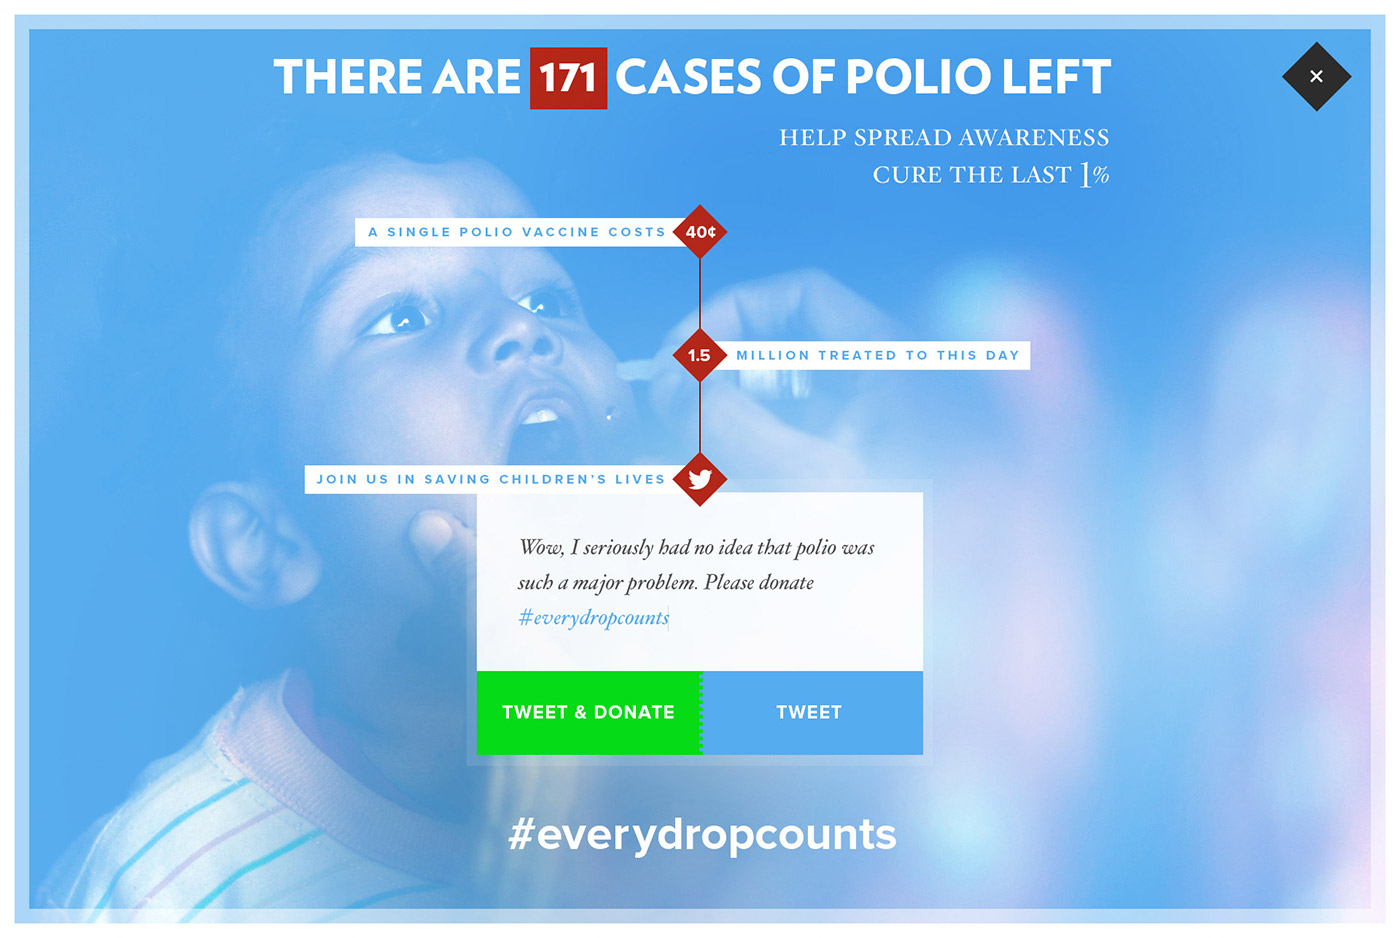 THERE ARE 171 CASES OF POLIO LEFT
HELP SPREAD AWARENESS
CURE THE LAST 1%
A SINGLE POLIO VACCINE COSTS 40¢
1.5 MILLION TREATED TO THIS DAY
JOIN US IN SAVING CHILDREN'S LIVES
Wow, I seriously had no idea that polio was
such a major problem. Please donate
#everydropcounts
TWEET & DONATE TWEET
#everydropcounts